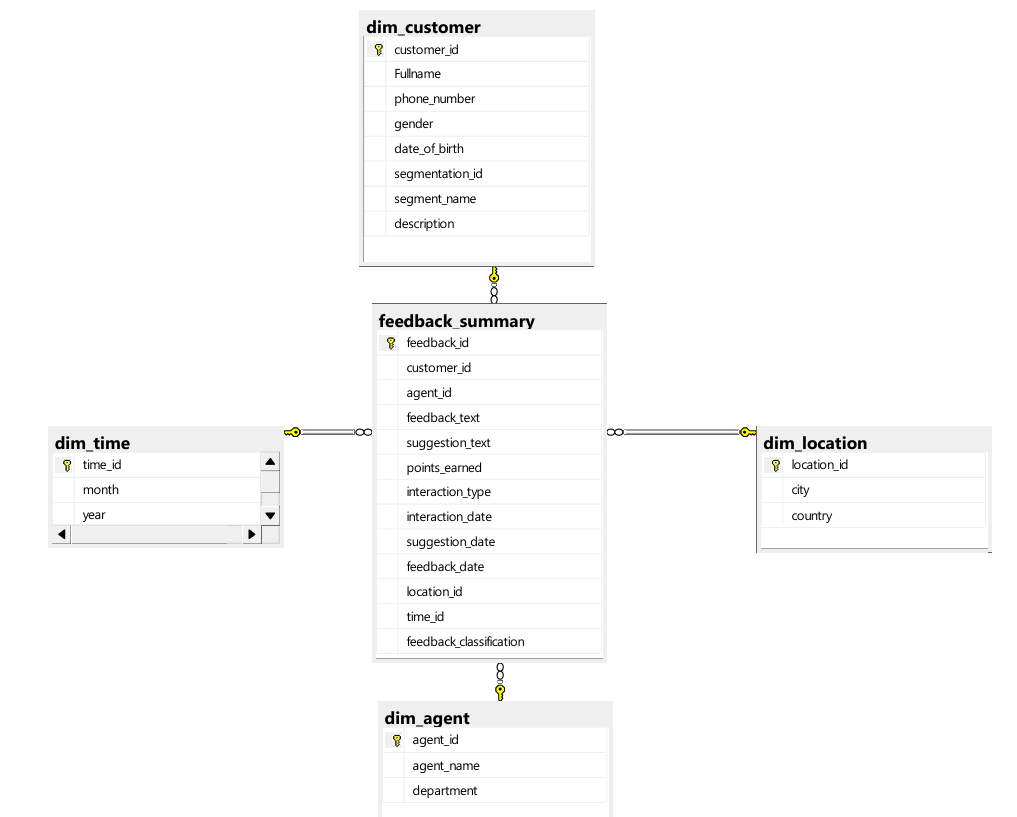 dim_customer
customer_id
Fullname
phone_number
gender
date_of_birth
segmentation_id
segment_name
description
feedback_summary
feedback_id
customer_id
agent_id
feedback_text
suggestion_text
points_earned
interaction_type
interaction_date
suggestion_date
feedback_date
location_id
time_id
feedback_classification
dim_time
time_id
month
year
dim_location
location_id
city
country
dim_agent
agent_id
agent_name
department